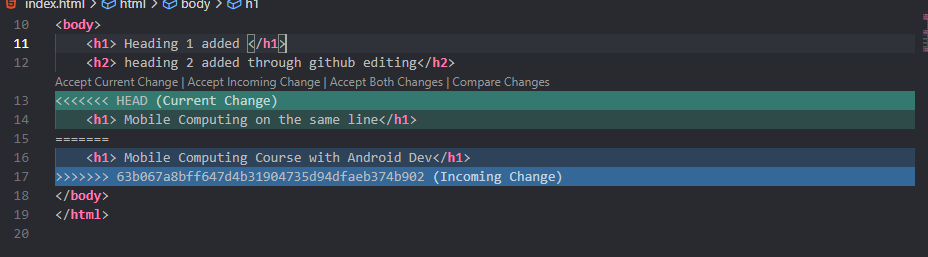 index.html > html > body > h1
10 <body>
11 <h1> Heading 1 added </h1>
12 <h2> heading 2 added through github editing</h2>
Accept Current Change | Accept Incoming Change | Accept Both Changes | Compare Changes
13 <<<<<<< HEAD (Current Change)
14 <h1> Mobile Computing on the same line</h1>
15 =======
16 <h1> Mobile Computing Course with Android Dev</h1>
17 >>>>>>> 63b067a8bff647d4b31904735d94dfaeb374b902 (Incoming Change)
18 </body>
19 </html>
20